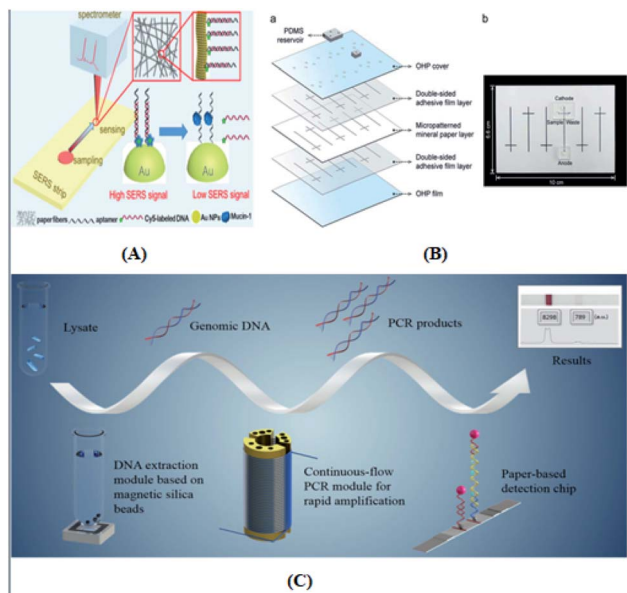 spectrometer
sensing
sampling
SERS strip
Au
Au
High SERS signal
Low SERS signal
paper fibers
aptamer
Cy5-labeled DNA
Au NPs
Mucin-1
(A)
a
PDMS
reservoir
OHP cover
Double-sided
adhesive film layer
Micropatterned
mineral paper layer
Double-sided
adhesive film layer
OHP film
b
Cathode
Sample
Waste
Anode
10 cm
(B)
Lysate
Genomic DNA
PCR products
8298
789
(m.v.)
Results
DNA extraction
module based on
magnetic silica
beads
Continuous-flow
PCR module for
rapid amplification
Paper-based
detection chip
(C)